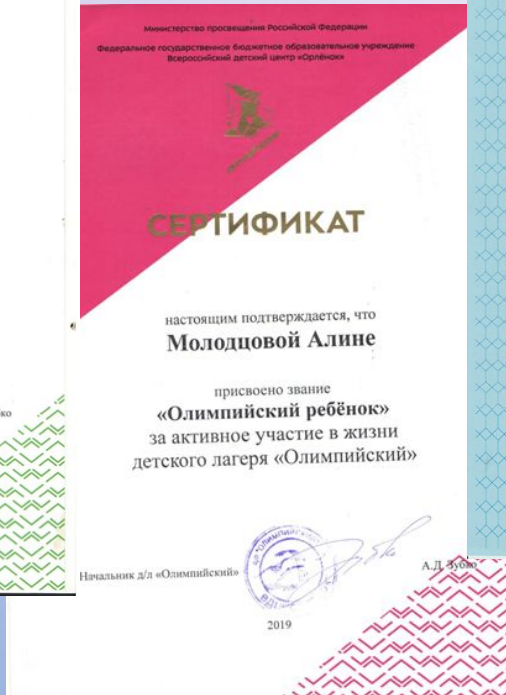 Министерство просвещения Российской Федерации
Федеральное государственное бюджетное образовательное учреждение
Всероссийский детский центр «Орлёнок»
СЕРТИФИКАТ
настоящим подтверждается, что
Молодцовой Алине
присвоено звание
«Олимпийский ребёнок»
за активное участие в жизни
детского лагеря «Олимпийский»
Начальник д/л «Олимпийский»
А.Д. Зубко
2019